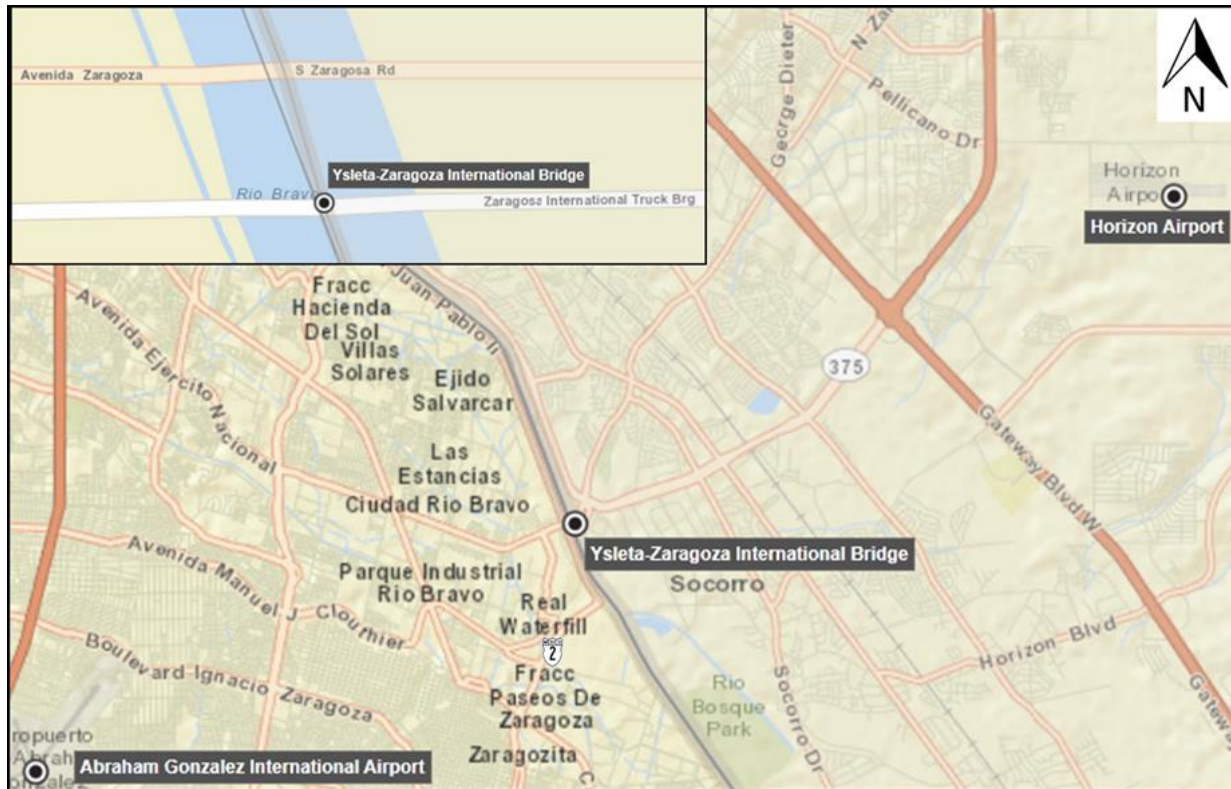 Avenida Zaragoza
S Zaragosa Rd
Ysleta-Zaragoza International Bridge
Rio Bravo
Zaragosa International Truck Brg
George-Dieter
N Za
Pellicano Dr
N
Horizon
Airpo
Horizon Airport
Juan Pablo II
Fracc
Hacienda
Del Sol
Villas
Solares
Ejido
Salvarcar
Avenida Ejercito Nacional
375
Las
Estancias
Ciudad Rio Bravo
Gateway Blvd W
Ysleta-Zaragoza International Bridge
Avenida Manuel J Clouthier
Parque Industrial
Rio Bravo
Socorro
Real
Waterfill
2
Horizon Blvd
Boulevard Ignacio Zaragoza
Fracc
Paseos De
Zaragoza
Rio
Bosque
Park
Socorro Dr
Gatew
ropuerto
Abrah
onzale
Abraham Gonzalez International Airport
Zaragozita
C